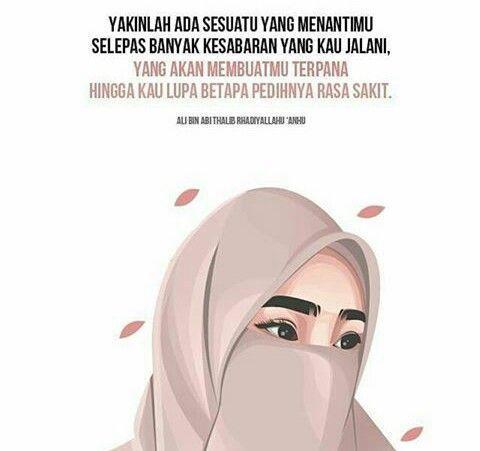 YAKINLAH ADA SESUATU YANG MENANTIMU
SELEPAS BANYAK KESABARAN YANG KAU JALANI,
YANG AKAN MEMBUATMU TERPANA
HINGGA KAU LUPA BETAPA PEDIHNYA RASA SAKIT.
ALI BIN ABI THALIB RHADIYALLAHU 'ANHU